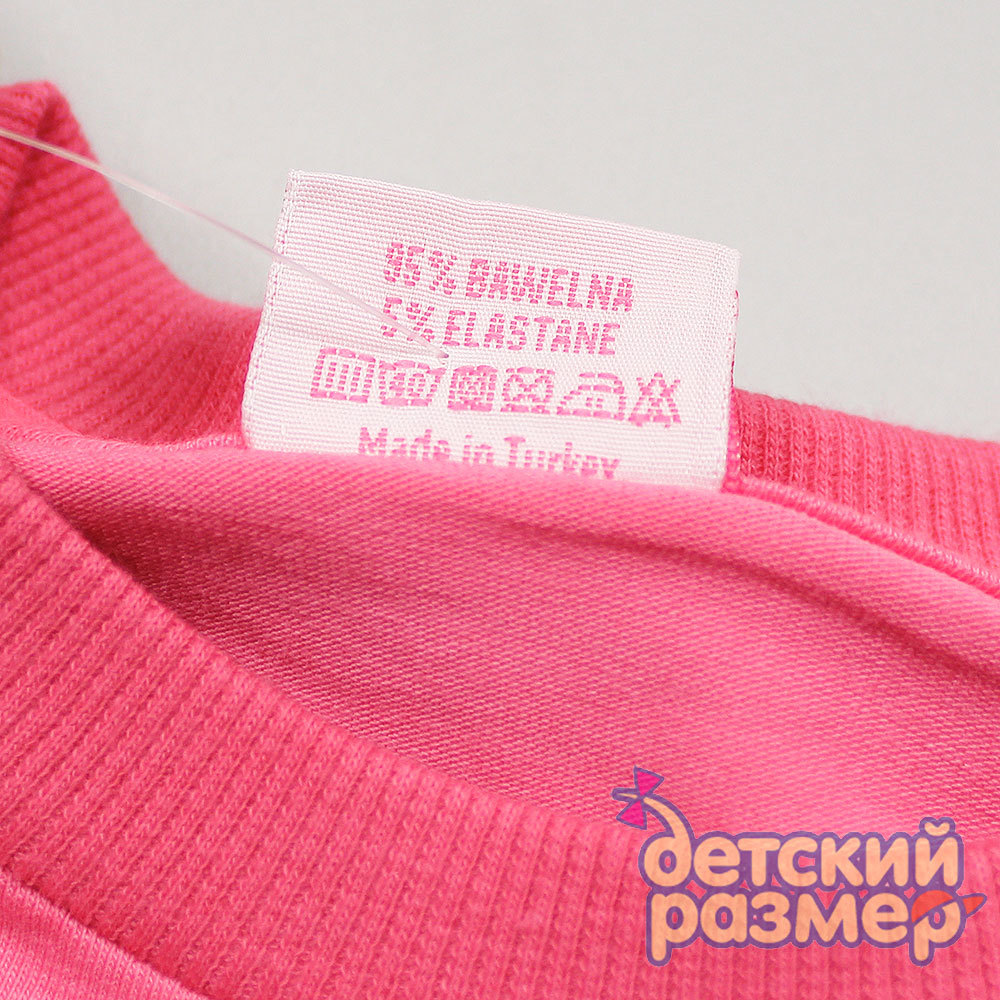 95% BAWELNA
5% ELASTANE
Made in Turkey
детский
размер